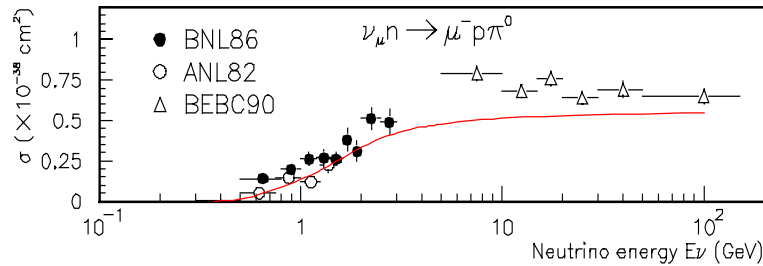 BNL86
ANL82
BEBC90
ν_μ n → μ⁻pπ⁰
σ (×10⁻³⁸ cm²)
1
0.75
0.5
0.25
0
10⁻¹
1
10
10²
Neutrino energy Eν (GeV)